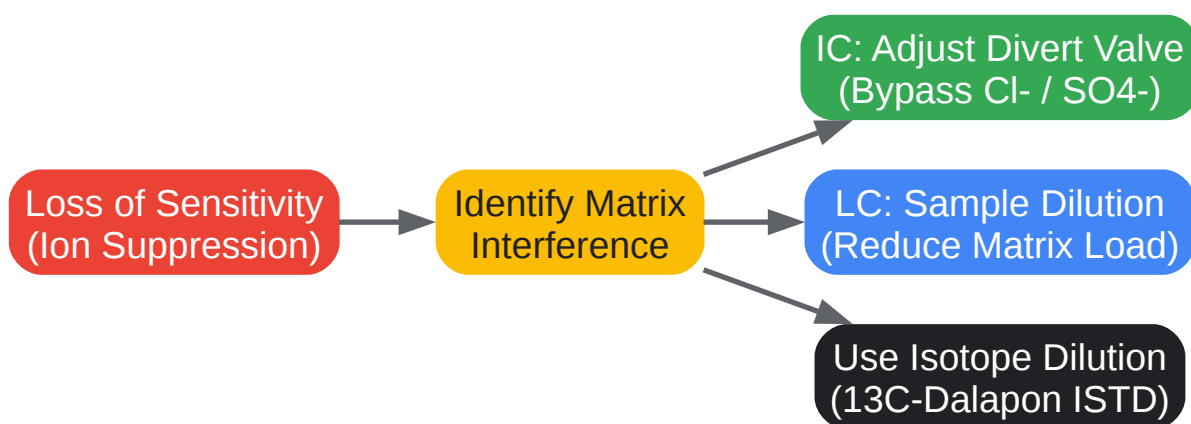 Loss of Sensitivity
(Ion Suppression)
Identify Matrix
Interference
IC: Adjust Divert Valve
(Bypass Cl- / SO4-)
LC: Sample Dilution
(Reduce Matrix Load)
Use Isotope Dilution
(13C-Dalapon ISTD)